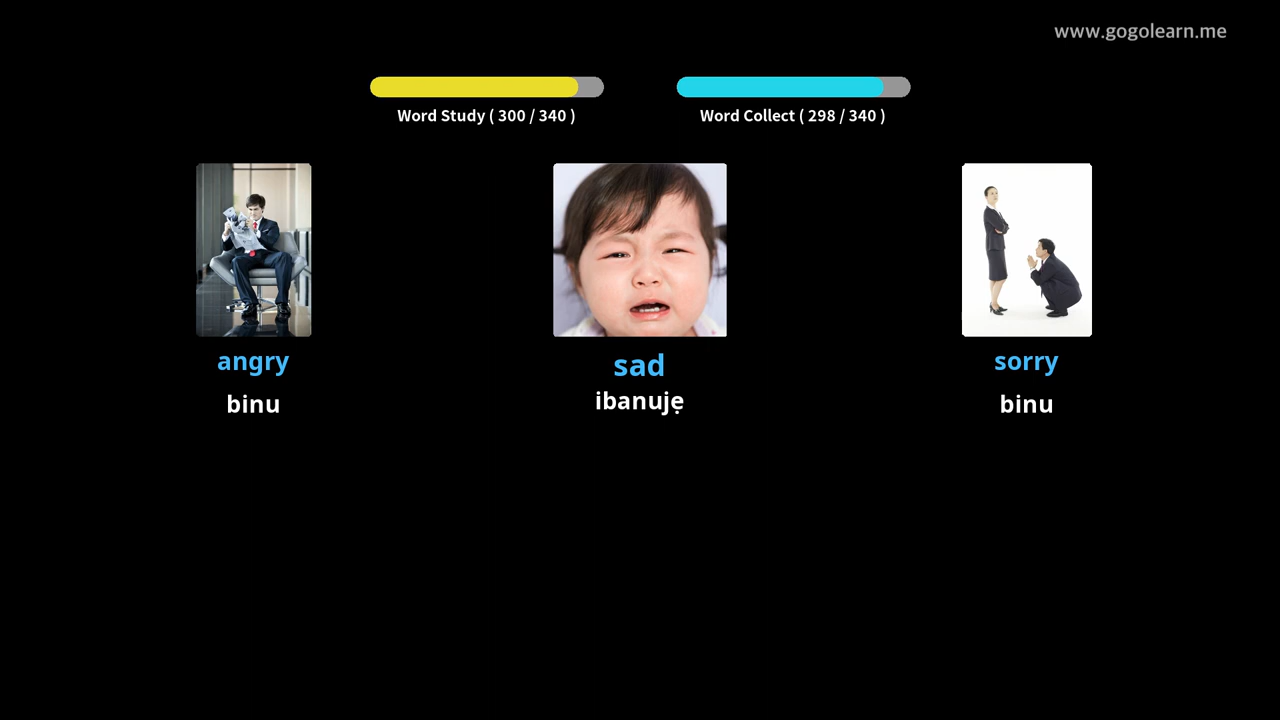 www.gogolearn.me
Word Study ( 300 / 340 )
Word Collect ( 298 / 340 )
angry
sad
sorry
binu
ibanujẹ
binu